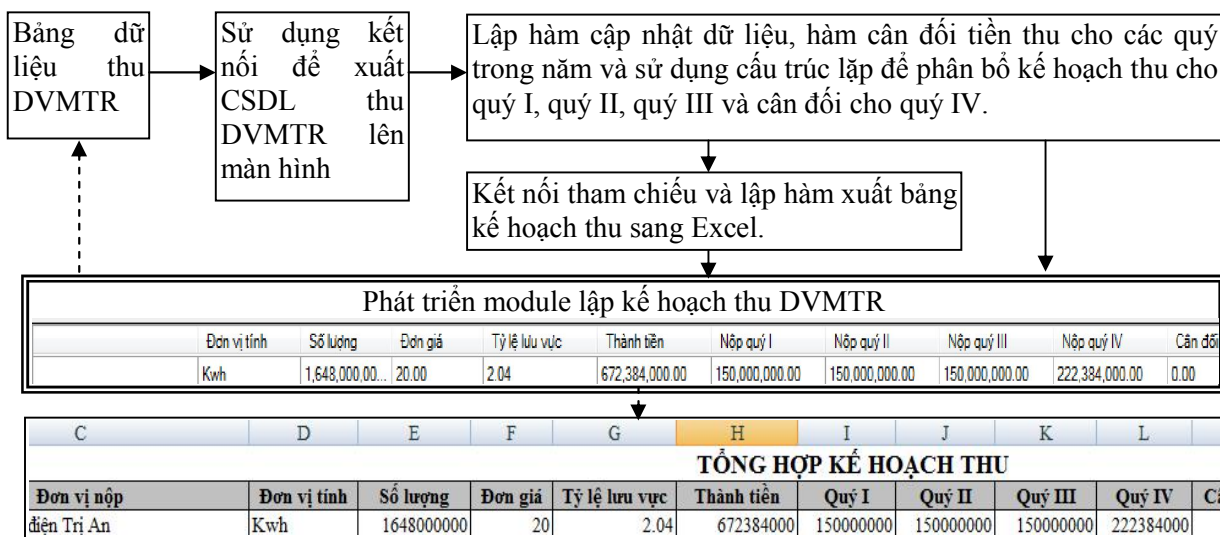 Bảng dữ
liệu thu
DVMTR
Sử dụng kết
nối để xuất
CSDL thu
DVMTR lên
màn hình
Lập hàm cập nhật dữ liệu, hàm cân đối tiền thu cho các quý
trong năm và sử dụng cấu trúc lặp để phân bổ kế hoạch thu cho
quý I, quý II, quý III và cân đối cho quý IV.
Kết nối tham chiếu và lập hàm xuất bảng
kế hoạch thu sang Excel.
Phát triển module lập kế hoạch thu DVMTR
Đơn vị tính Số lượng Đơn giá Tỷ lệ lưu vực Thành tiền Nộp quý I Nộp quý II Nộp quý III Nộp quý IV Cân đối
Kwh 1,648,000,00... 20.00 2.04 672,384,000.00 150,000,000.00 150,000,000.00 150,000,000.00 222,384,000.00 0.00
C D E F G H I J K L
TỔNG HỢP KẾ HOẠCH THU
Đơn vị nộp Đơn vị tính Số lượng Đơn giá Tỷ lệ lưu vực Thành tiền Quý I Quý II Quý III Quý IV
điện Trị An Kwh 1648000000 20 2.04 672384000 150000000 150000000 150000000 222384000